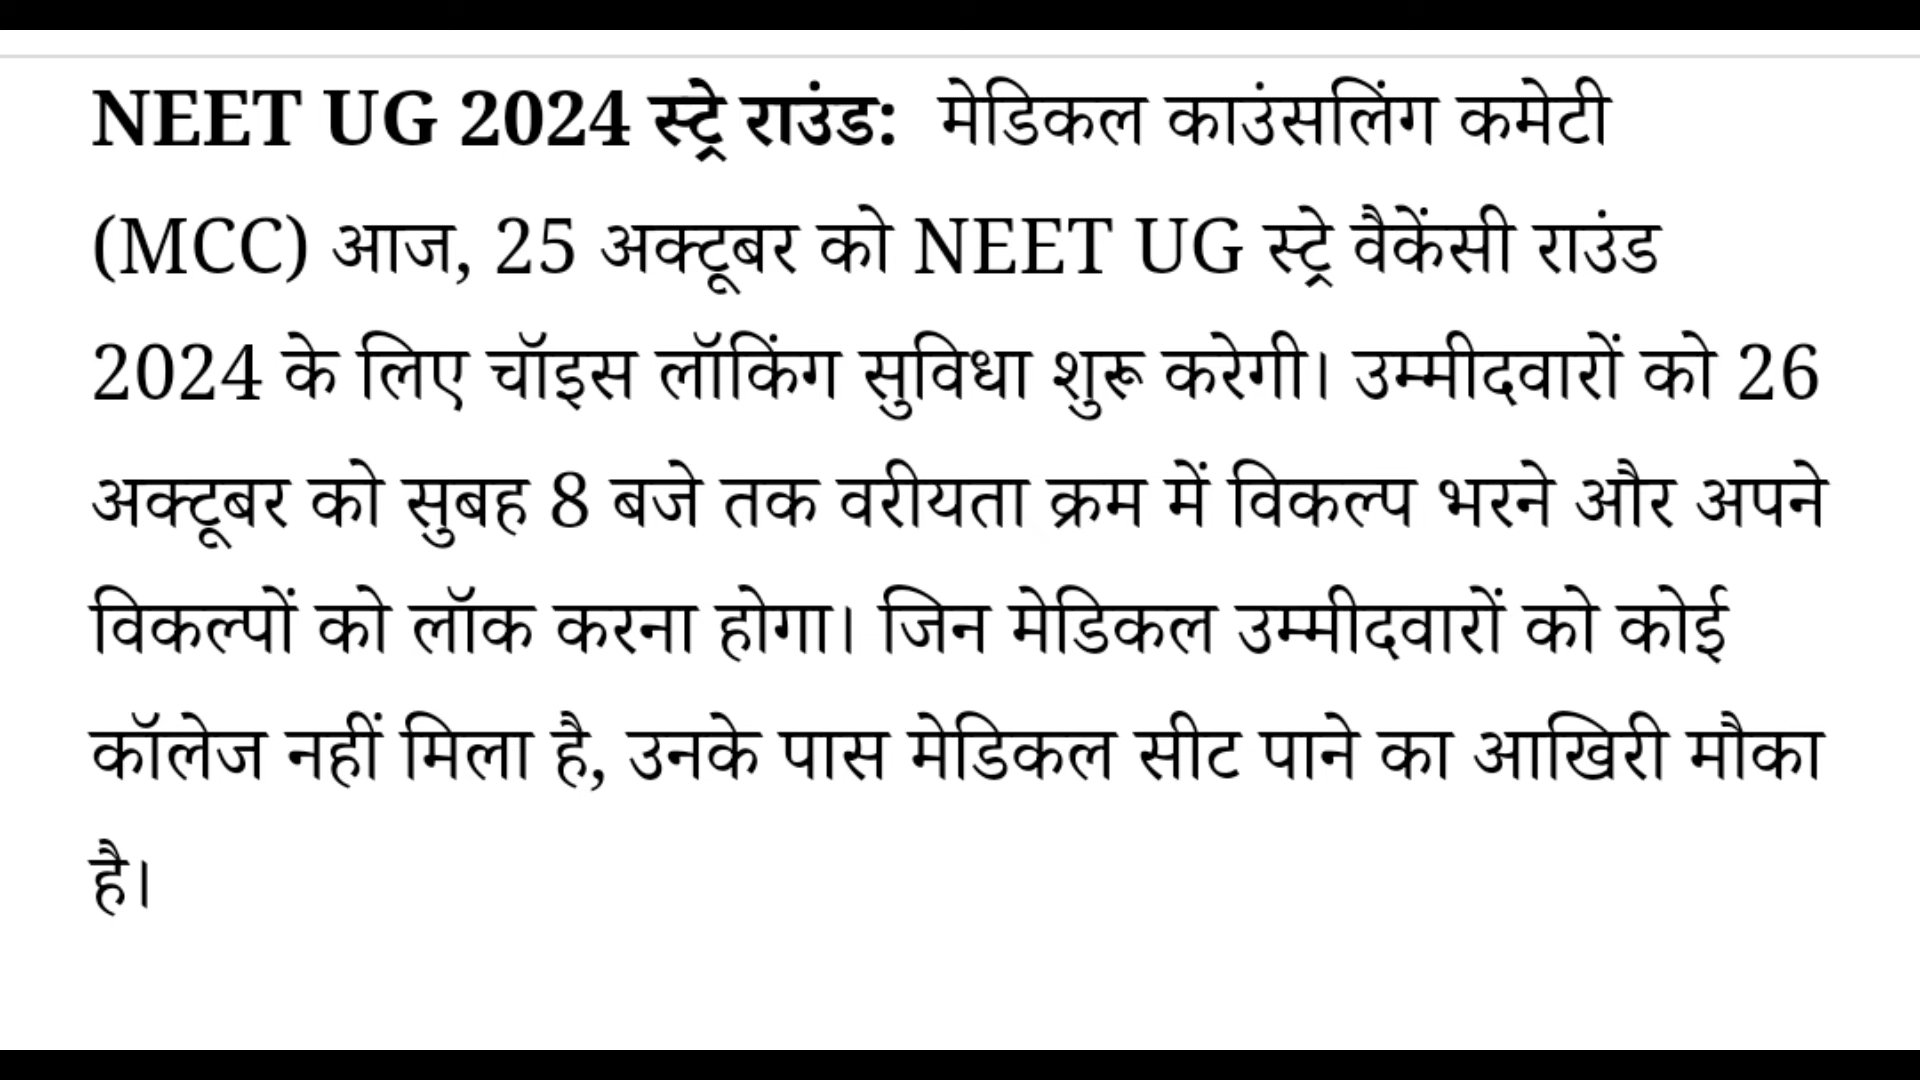 NEET UG 2024 स्ट्रे राउंड: मेडिकल काउंसलिंग कमेटी
(MCC) आज, 25 अक्टूबर को NEET UG स्ट्रे वैकेंसी राउंड
2024 के लिए चॉइस लॉकिंग सुविधा शुरू करेगी। उम्मीदवारों को 26
अक्टूबर को सुबह 8 बजे तक वरीयता क्रम में विकल्प भरने और अपने
विकल्पों को लॉक करना होगा। जिन मेडिकल उम्मीदवारों को कोई
कॉलेज नहीं मिला है, उनके पास मेडिकल सीट पाने का आखिरी मौका
है।